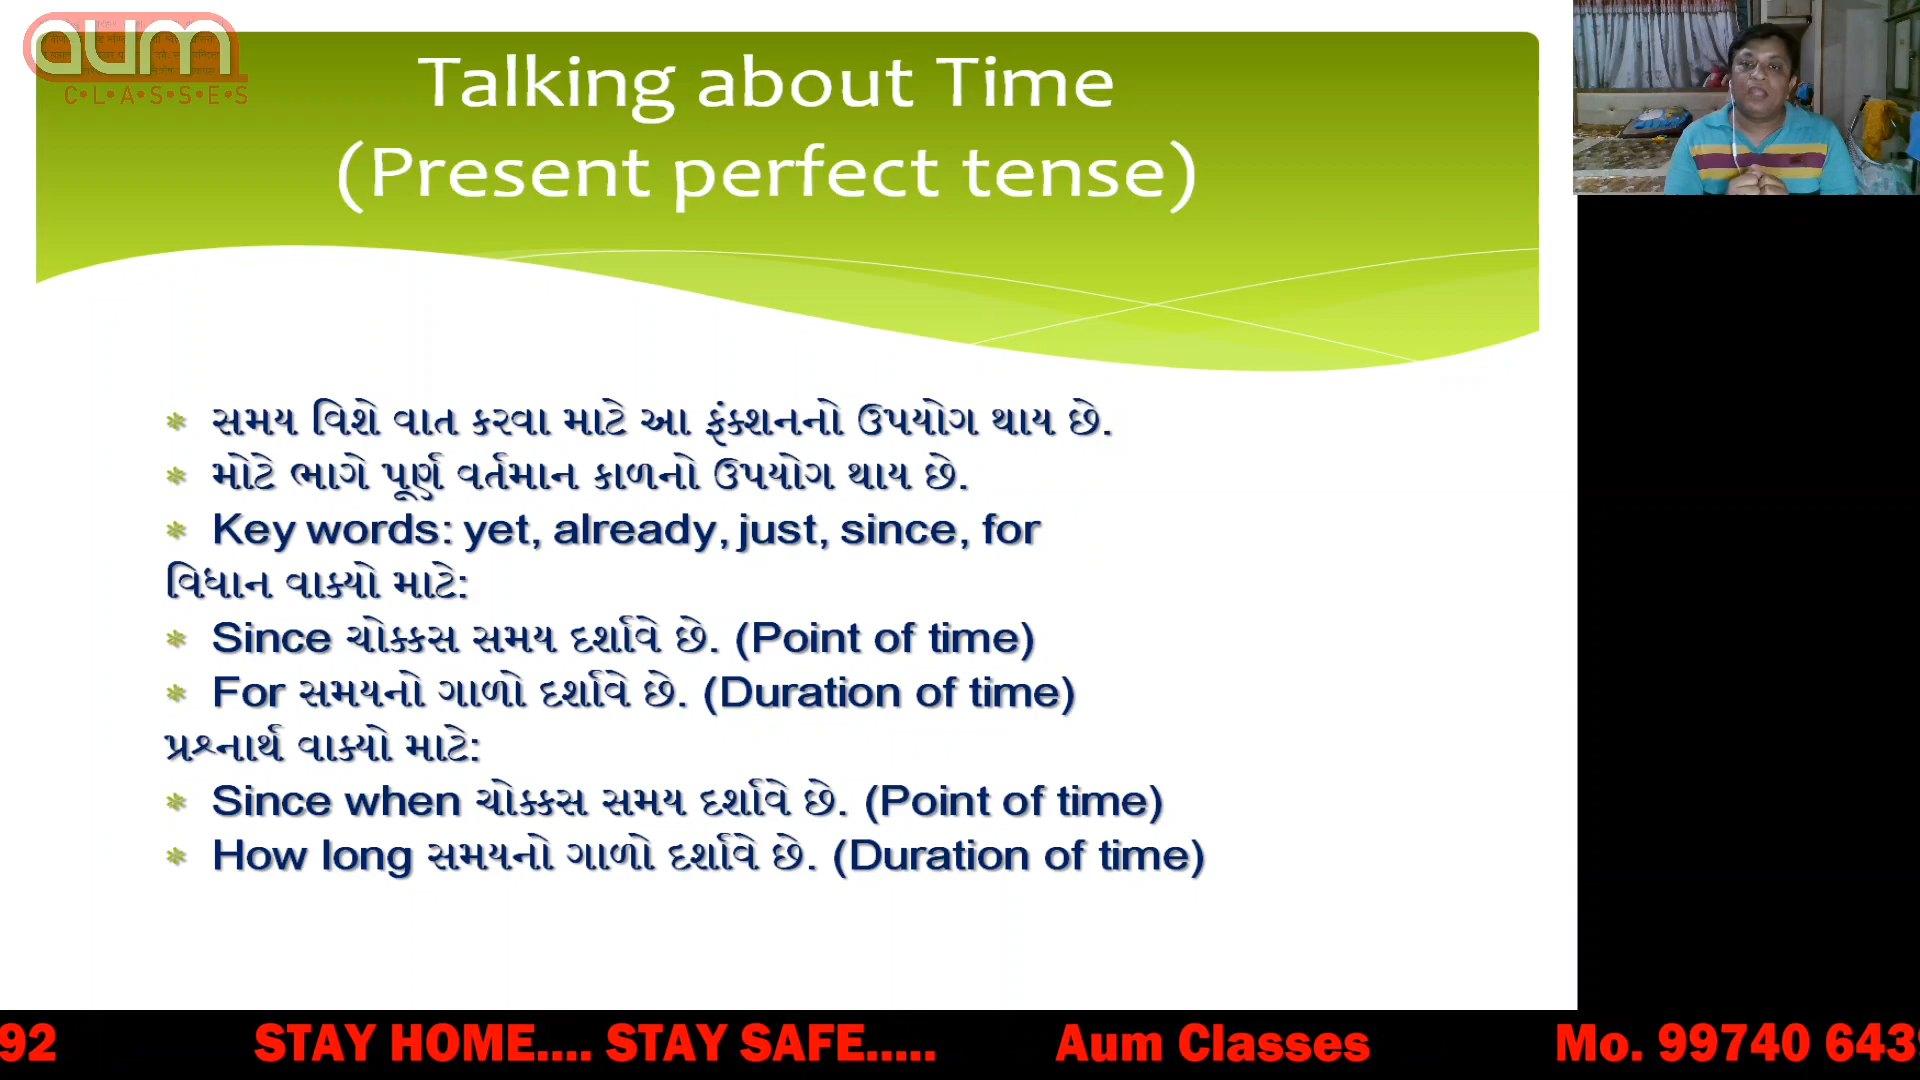 aum
C•L•A•S•S•E•S
Talking about Time
(Present perfect tense)
* સમય વિશે વાત કરવા માટે આ ફંક્શનનો ઉપયોગ થાય છે.
* મોટે ભાગે પૂર્ણ વર્તમાન કાળનો ઉપયોગ થાય છે.
* Key words: yet, already, just, since, for
વિધાન વાક્યો માટે:
* Since ચોક્કસ સમય દર્શાવે છે. (Point of time)
* For સમયનો ગાળો દર્શાવે છે. (Duration of time)
પ્રશ્નાર્થ વાક્યો માટે:
* Since when ચોક્કસ સમય દર્શાવે છે. (Point of time)
* How long સમયનો ગાળો દર્શાવે છે. (Duration of time)
92 STAY HOME.... STAY SAFE..... Aum Classes Mo. 99740 643